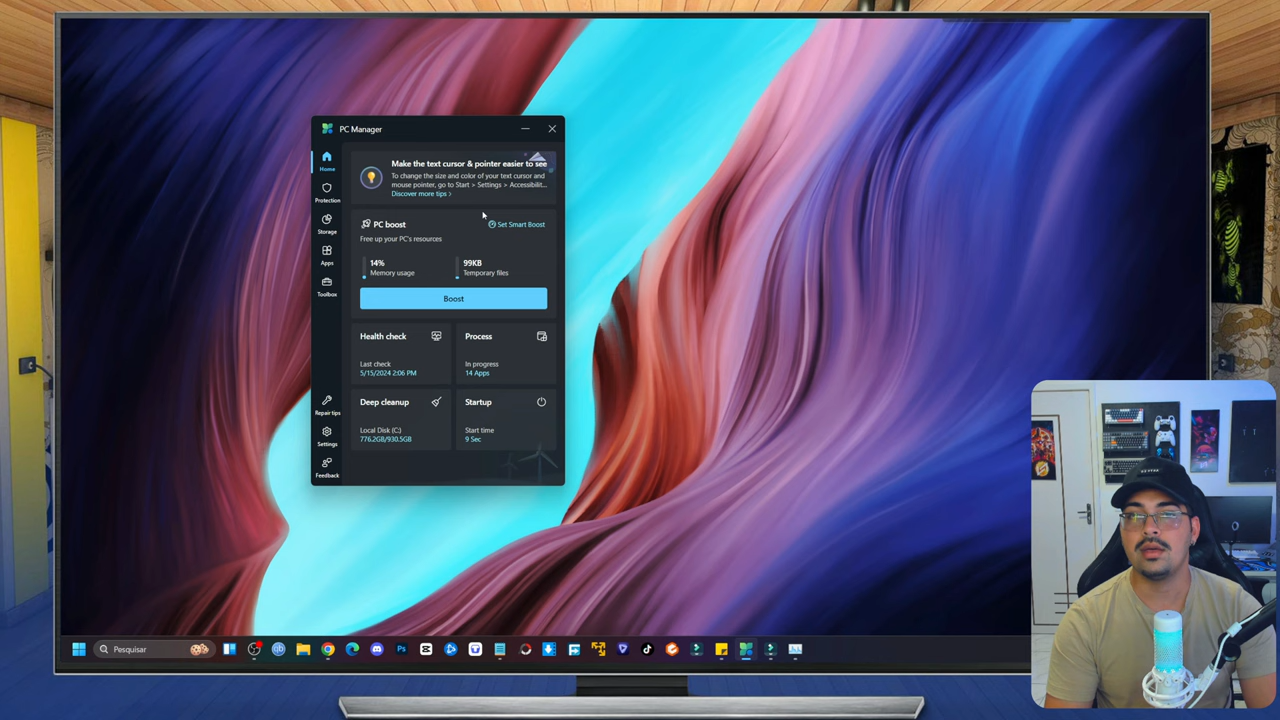 PC Manager
Home
Protection
Storage
Apps
Toolbox
Repair tips
Settings
Feedback
Make the text cursor & pointer easier to see
To change the size and color of your text cursor and
mouse pointer, go to Start > Settings > Accessibilit...
Discover more tips >
PC boost
Set Smart Boost
Free up your PC's resources
14%
Memory usage
99KB
Temporary files
Boost
Health check
Last check
5/15/2024 2:06 PM
Process
In progress
14 Apps
Deep cleanup
Local Disk (C:)
776.2GB/930.5GB
Startup
Start time
9 Sec
Pesquisar